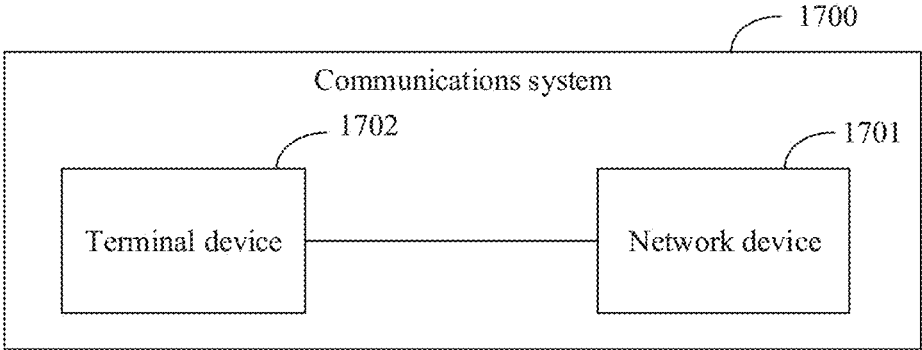 1700
Communications system
1702
1701
Terminal device
Network device